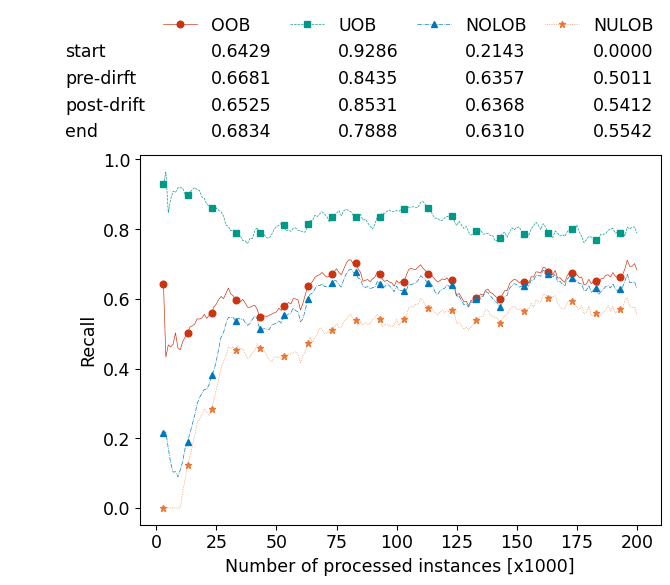 OOB UOB NOLOB NULOB
start 0.6429 0.9286 0.2143 0.0000
pre-dirft 0.6681 0.8435 0.6357 0.5011
post-drift 0.6525 0.8531 0.6368 0.5412
end 0.6834 0.7888 0.6310 0.5542
1.0
0.8
0.6
0.4
0.2
0.0
Recall
0 25 50 75 100 125 150 175 200
Number of processed instances [x1000]